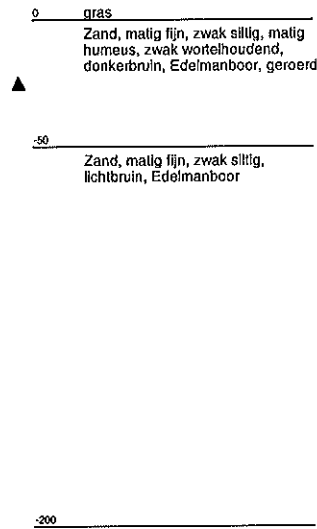 0 gras
Zand, matig fijn, zwak siltig, matig
humeus, zwak wortelhoudend,
donkerbruin, Edelmanboor, geroerd
-50
Zand, matig fijn, zwak siltig,
lichtbruin, Edelmanboor
-200